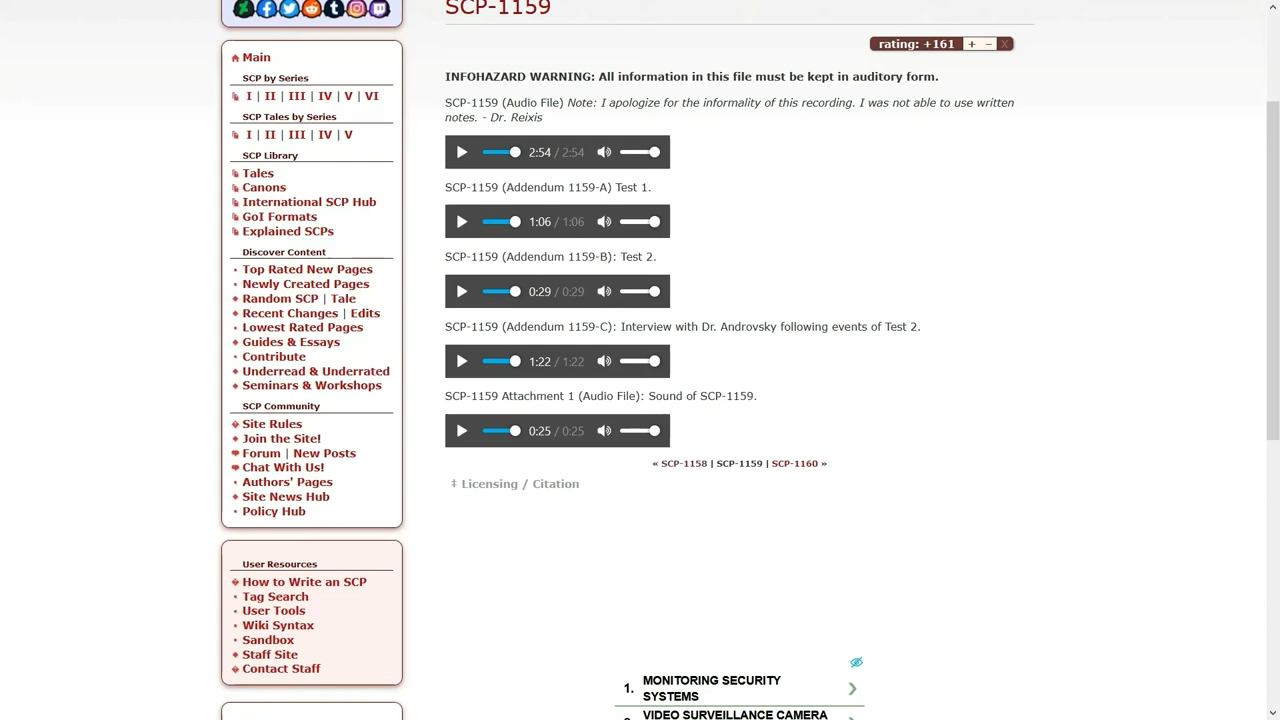 SCP-1159
rating: +161 + – X
Main
SCP by Series
I | II | III | IV | V | VI
SCP Tales by Series
I | II | III | IV | V
SCP Library
Tales
Canons
International SCP Hub
GoI Formats
Explained SCPs
Discover Content
Top Rated New Pages
Newly Created Pages
Random SCP | Tale
Recent Changes | Edits
Lowest Rated Pages
Guides & Essays
Contribute
Underread & Underrated
Seminars & Workshops
SCP Community
Site Rules
Join the Site!
Forum | New Posts
Chat With Us!
Authors' Pages
Site News Hub
Policy Hub
User Resources
How to Write an SCP
Tag Search
User Tools
Wiki Syntax
Sandbox
Staff Site
Contact Staff
INFOHAZARD WARNING: All information in this file must be kept in auditory form.
SCP-1159 (Audio File) Note: I apologize for the informality of this recording. I was not able to use written
notes. - Dr. Reixis
2:54 / 2:54
SCP-1159 (Addendum 1159-A) Test 1.
1:06 / 1:06
SCP-1159 (Addendum 1159-B): Test 2.
0:29 / 0:29
SCP-1159 (Addendum 1159-C): Interview with Dr. Androvsky following events of Test 2.
1:22 / 1:22
SCP-1159 Attachment 1 (Audio File): Sound of SCP-1159.
0:25 / 0:25
« SCP-1158 | SCP-1159 | SCP-1160 »
‡ Licensing / Citation
1. MONITORING SECURITY
SYSTEMS
VIDEO SURVEILLANCE CAMERA